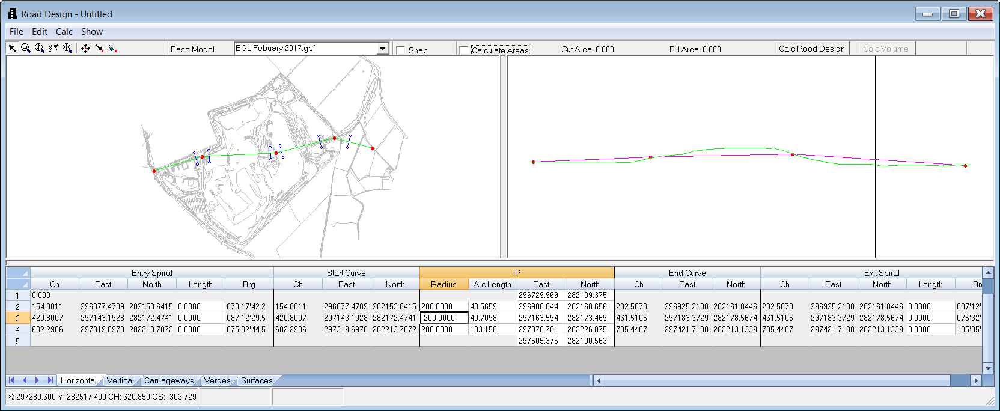 Road Design - Untitled
File Edit Calc Show
Base Model EGL Febuary 2017.gpf Snap Calculate Areas Cut Area: 0.000 Fill Area: 0.000 Calc Road Design Calc Volume
Entry Spiral Start Curve IP End Curve Exit Spiral
Ch East North Length Brg Ch East North Radius Arc Length East North Ch East North Ch East North Length Br
1 0.000 296729.969 282109.375
2 154.0011 296877.4709 282153.6415 0.0000 073°17'42.2 154.0011 296877.4709 282153.6415 200.0000 48.5659 296900.844 282160.656 202.5670 296925.2180 282161.8446 202.5670 296925.2180 282161.8446 0.0000 087°12'
3 420.8007 297143.1928 282172.4741 0.0000 087°12'29.5 420.8007 297143.1928 282172.4741 -200.0000 40.7098 297163.594 282173.469 461.5105 297183.3729 282178.5674 461.5105 297183.3729 282178.5674 0.0000 075°32'
4 602.2906 297319.6970 282213.7072 0.0000 075°32'44.5 602.2906 297319.6970 282213.7072 200.0000 103.1581 297370.781 282226.875 705.4487 297421.7138 282213.1339 705.4487 297421.7138 282213.1339 0.0000 105°05'
5 297505.375 282190.563
Horizontal Vertical Carriageways Verges Surfaces
X: 297289.600 Y: 282517.400 CH: 620.850 OS: -303.729